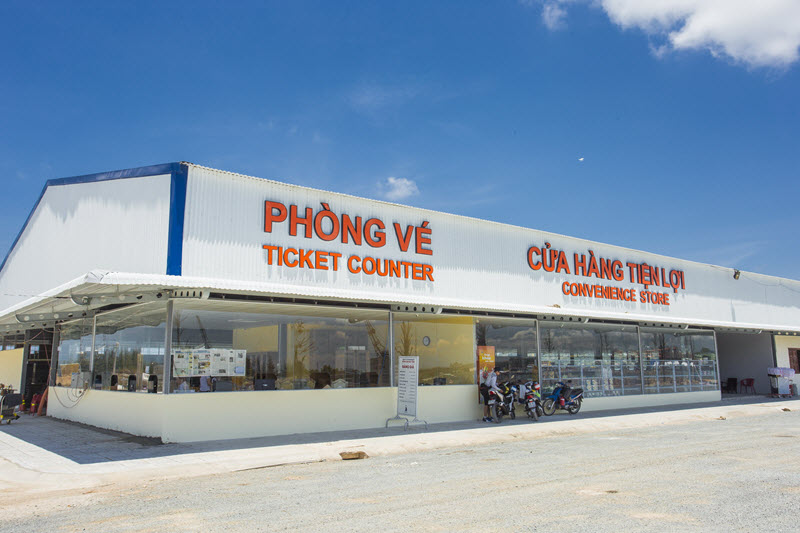 PHÒNG VÉ
TICKET COUNTER
CỬA HÀNG TIỆN LỢI
CONVENIENCE STORE